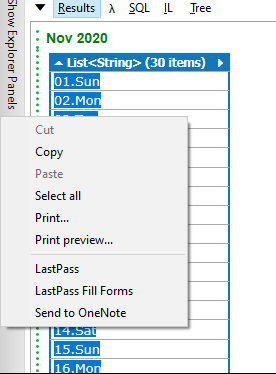 Show Explorer Panels
Results λ SQL IL Tree
Nov 2020
List<String> (30 items)
01.Sun
02.Mon
Cut
Copy
Paste
Select all
Print...
Print preview...
LastPass
LastPass Fill Forms
Send to OneNote
14.Sat
15.Sun
16.Mon